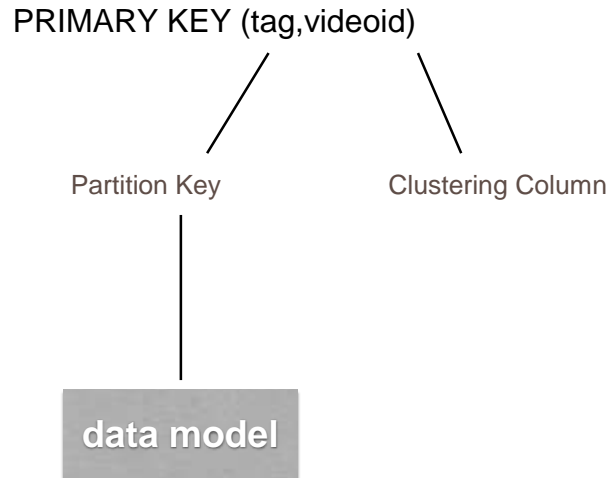 PRIMARY KEY (tag,videoid)
Partition Key
Clustering Column
data model